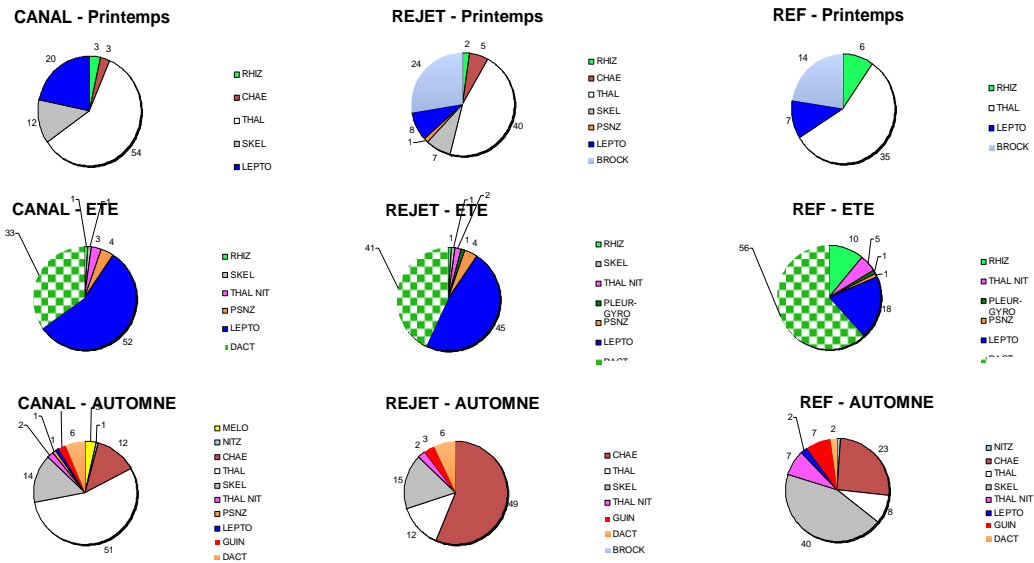 CANAL - Printemps
3
3
20
12
54
RHIZ
CHAE
THAL
SKEL
LEPTO
REJET - Printemps
2
5
24
8
1
7
40
RHIZ
CHAE
THAL
SKEL
PSNZ
LEPTO
BROCK
REF - Printemps
6
14
7
35
RHIZ
THAL
LEPTO
BROCK
CANAL - ETE
1
1
33
3
4
52
RHIZ
SKEL
THAL NIT
PSNZ
LEPTO
DACT
REJET - ETE
1
1
2
1
4
41
45
RHIZ
SKEL
THAL NIT
PLEUR-
GYRO
PSNZ
LEPTO
DACT
REF - ETE
56
10
5
1
1
18
RHIZ
THAL NIT
PLEUR-
GYRO
PSNZ
LEPTO
DACT
CANAL - AUTOMNE
1
1
2
6
1
12
14
51
MELO
NITZ
CHAE
THAL
SKEL
THAL NIT
PSNZ
LEPTO
GUIN
DACT
REJET - AUTOMNE
6
3
2
15
12
49
CHAE
THAL
SKEL
THAL NIT
GUIN
DACT
BROCK
REF - AUTOMNE
2
7
2
7
23
8
40
NITZ
CHAE
THAL
SKEL
THAL NIT
LEPTO
GUIN
DACT